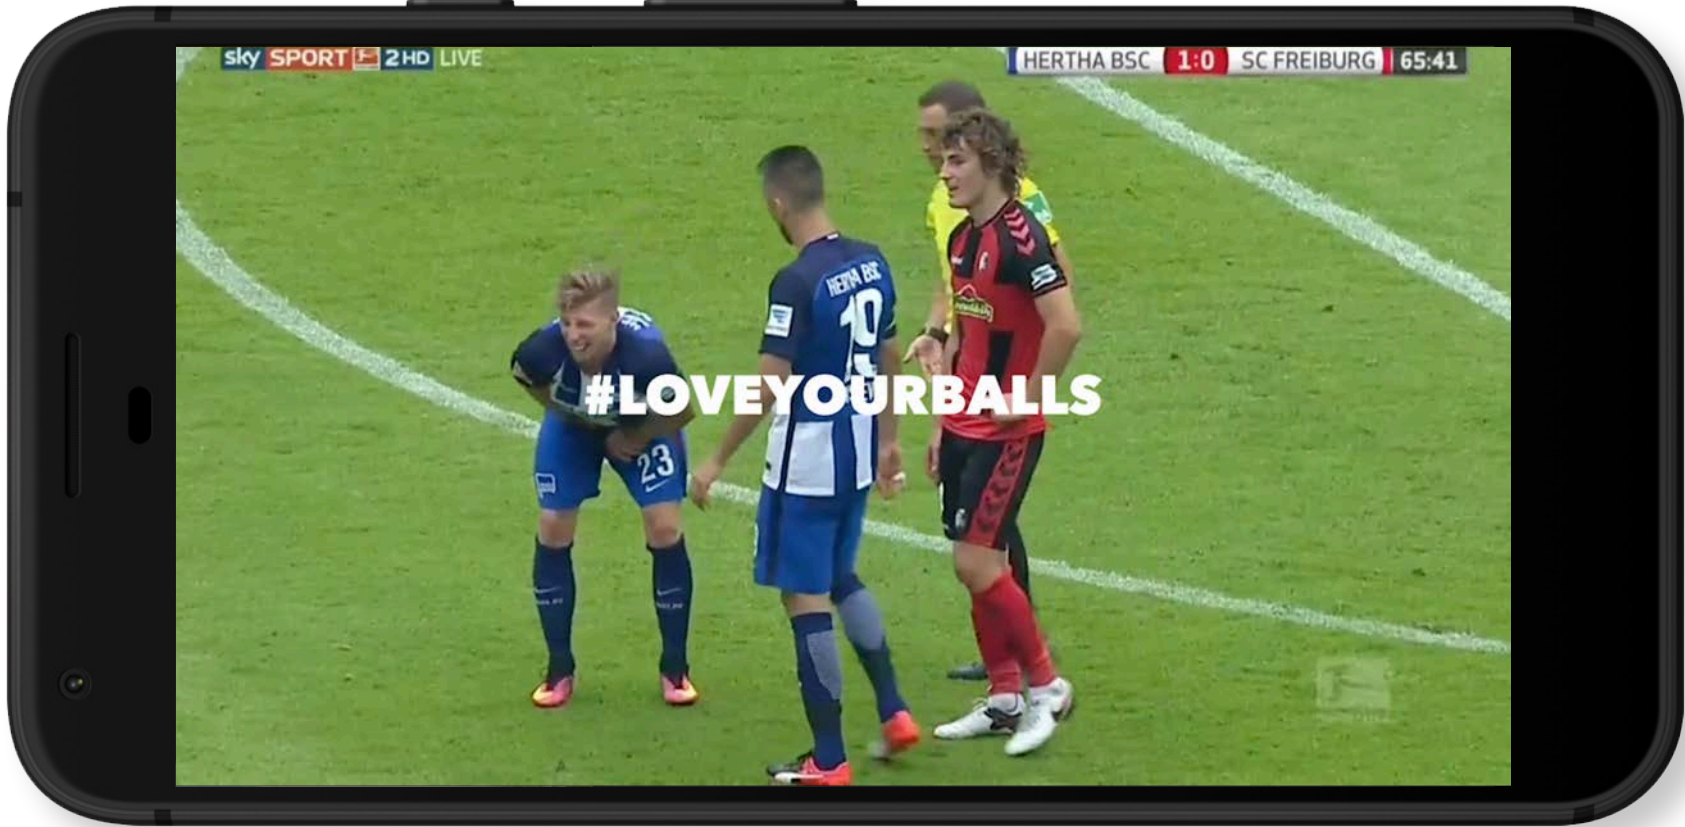 sky SPORT 2 HD LIVE
HERTHA BSC 1:0 SC FREIBURG 65:41
HERTHA BSC
19
#LOVEYOURBALLS
23